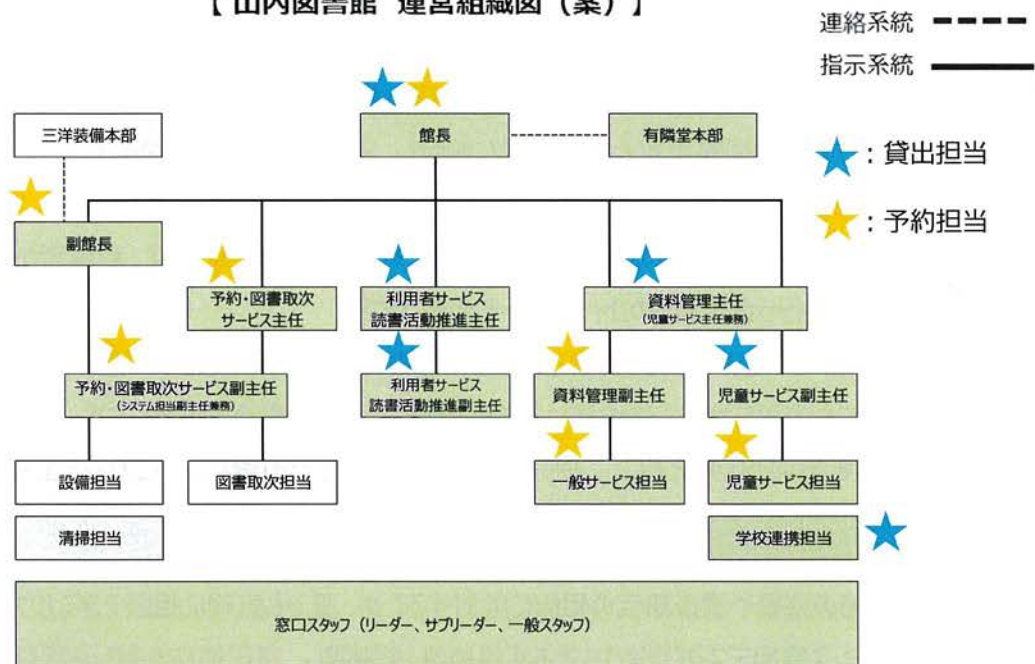 【 山内図書館 運営組織図（案）】
連絡系統
指示系統
三洋装備本部
館長
有隣堂本部
：貸出担当
：予約担当
副館長
予約・図書取次
サービス主任
利用者サービス
読書活動推進主任
資料管理主任
(児童サービス主任兼務)
予約・図書取次サービス副主任
(システム担当副主任兼務)
利用者サービス
読書活動推進副主任
資料管理副主任
児童サービス副主任
設備担当
図書取次担当
一般サービス担当
児童サービス担当
清掃担当
学校連携担当
窓口スタッフ（リーダー、サブリーダー、一般スタッフ）